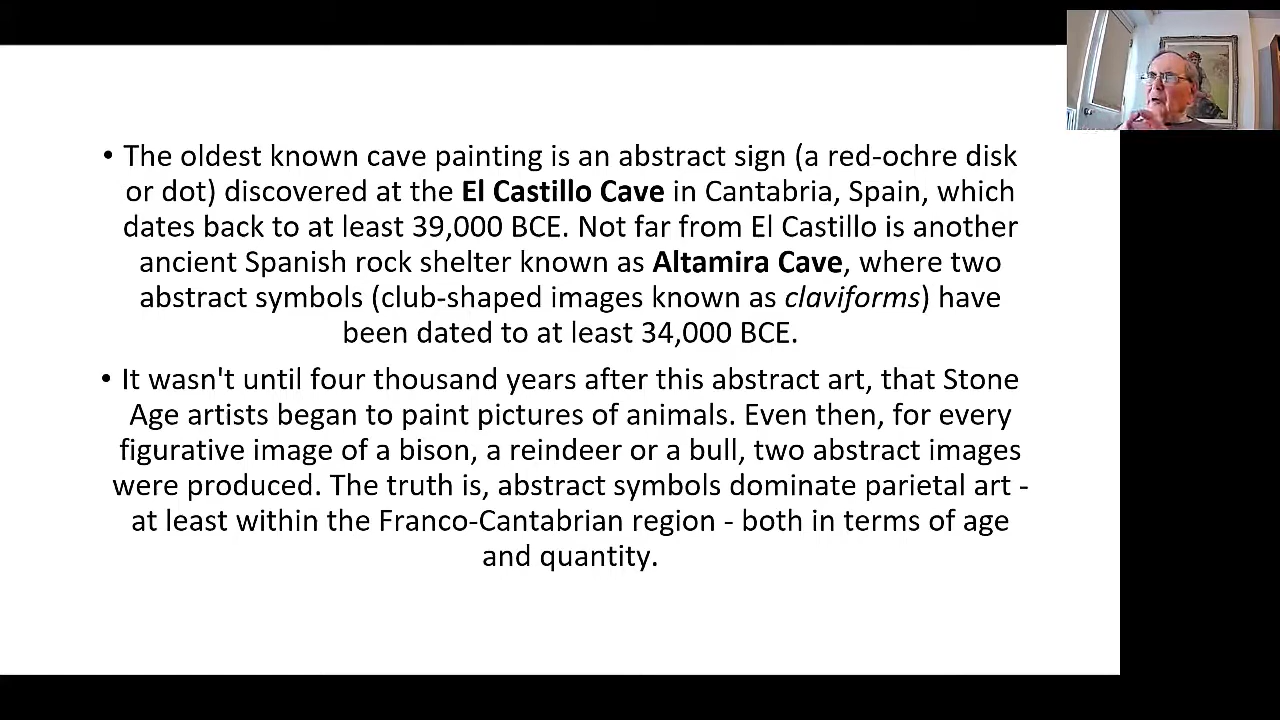 • The oldest known cave painting is an abstract sign (a red-ochre disk
or dot) discovered at the El Castillo Cave in Cantabria, Spain, which
dates back to at least 39,000 BCE. Not far from El Castillo is another
ancient Spanish rock shelter known as Altamira Cave, where two
abstract symbols (club-shaped images known as claviforms) have
been dated to at least 34,000 BCE.
• It wasn't until four thousand years after this abstract art, that Stone
Age artists began to paint pictures of animals. Even then, for every
figurative image of a bison, a reindeer or a bull, two abstract images
were produced. The truth is, abstract symbols dominate parietal art -
at least within the Franco-Cantabrian region - both in terms of age
and quantity.